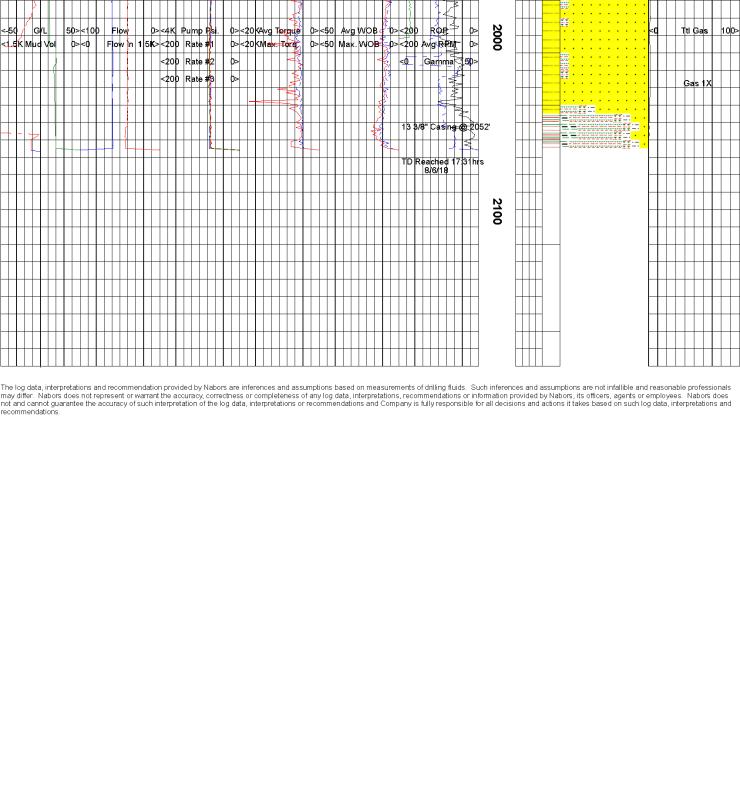 <-50 G/L 50><100 Flow 0><4K Pump Psi. 0><20K Avg Torque 0><50 Avg WOB 0><200 ROP 0>
<1.5K Mud Vol 0><0 Flow In 1.5K><200 Rate #1 0><20K Max Torq 0><50 Max. WOB 0><200 Avg RPM 0>
<200 Rate #2 0> <0 Gamma
<200 Rate #3 0>
2000
<0 Ttl Gas 100>
Gas 1X
13 3/8" Casing @ 2052'
TD Reached 17:31hrs
8/6/18
2100
The log data, interpretations and recommendation provided by Nabors are inferences and assumptions based on measurements of drilling fluids. Such inferences and assumptions are not infallible and reasonable professionals
may differ. Nabors does not represent or warrant the accuracy, correctness or completeness of any log data, interpretations, recommendations or information provided by Nabors, its officers, agents or employees. Nabors does
not and cannot guarantee the accuracy of such interpretation of the log data, interpretations or recommendations and Company is fully responsible for all decisions and actions it takes based on such log data, interpretations and
recommendations.